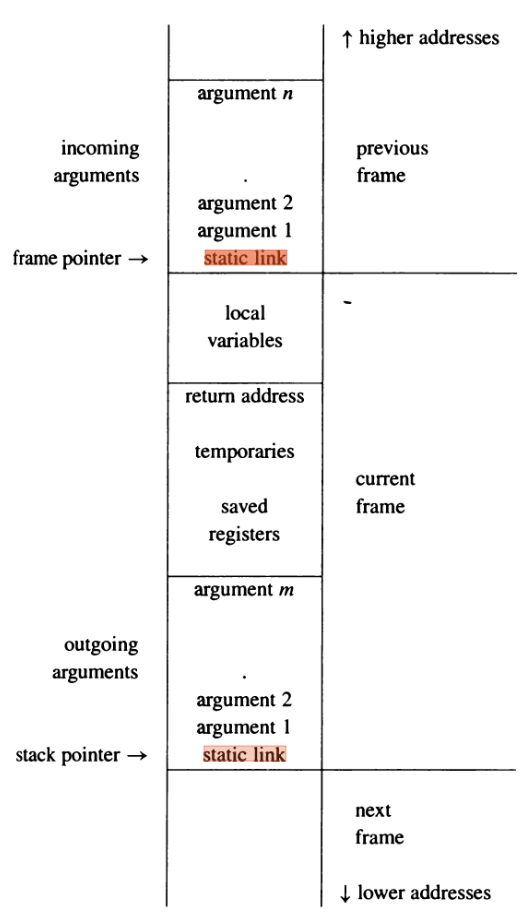 ↑ higher addresses
argument n
incoming
arguments
previous
frame
.
argument 2
argument 1
frame pointer →
static link
local
variables
return address
temporaries
saved
registers
current
frame
argument m
outgoing
arguments
.
argument 2
argument 1
stack pointer →
static link
next
frame
↓ lower addresses